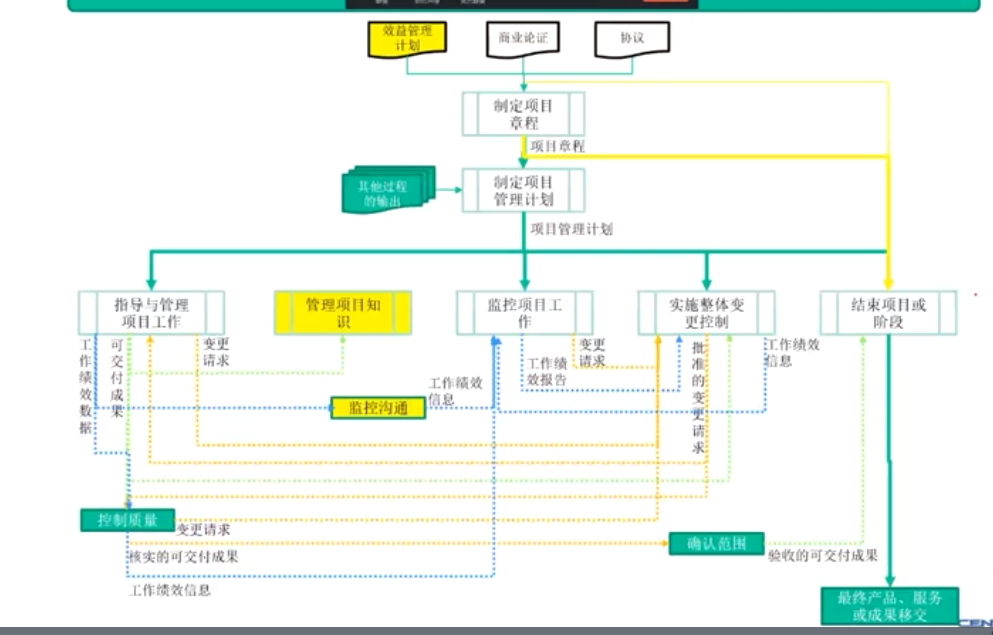 效益管理
计划
商业论证
协议
制定项目
章程
项目章程
其他过程
的输出
制定项目
管理计划
项目管理计划
指导与管理
项目工作
管理项目知
识
监控项目工
作
实施整体变
更控制
结束项目或
阶段
工作绩效数据
可交付成果
变更
请求
工作绩效
信息
监控沟通
工作绩
效报告
变更
请求
批准的变更请求
工作绩效
信息
控制质量
变更请求
核实的可交付成果
工作绩效信息
确认范围
验收的可交付成果
最终产品、服务
或成果移交